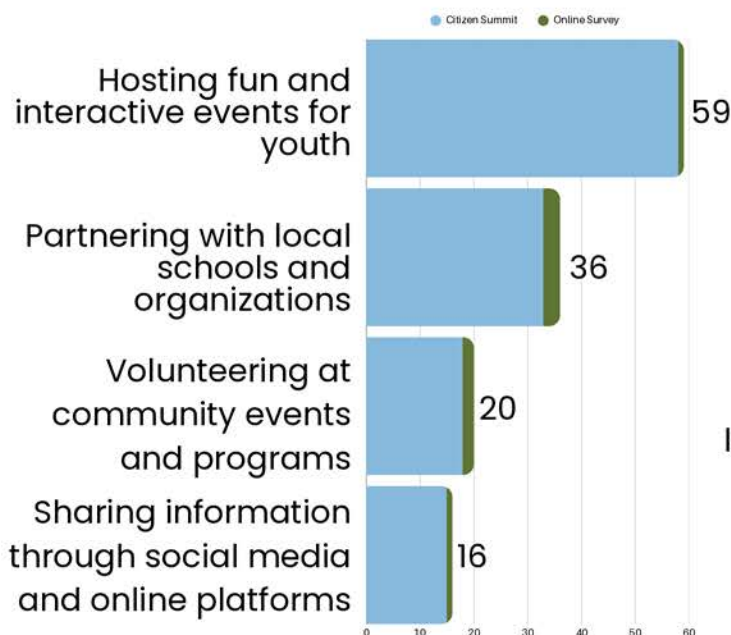 Citizen Summit Online Survey
Hosting fun and
interactive events for
youth
59
Partnering with local
schools and
organizations
36
Volunteering at
community events
and programs
20
Sharing information
through social media
and online platforms
16
0 10 20 30 40 50 60